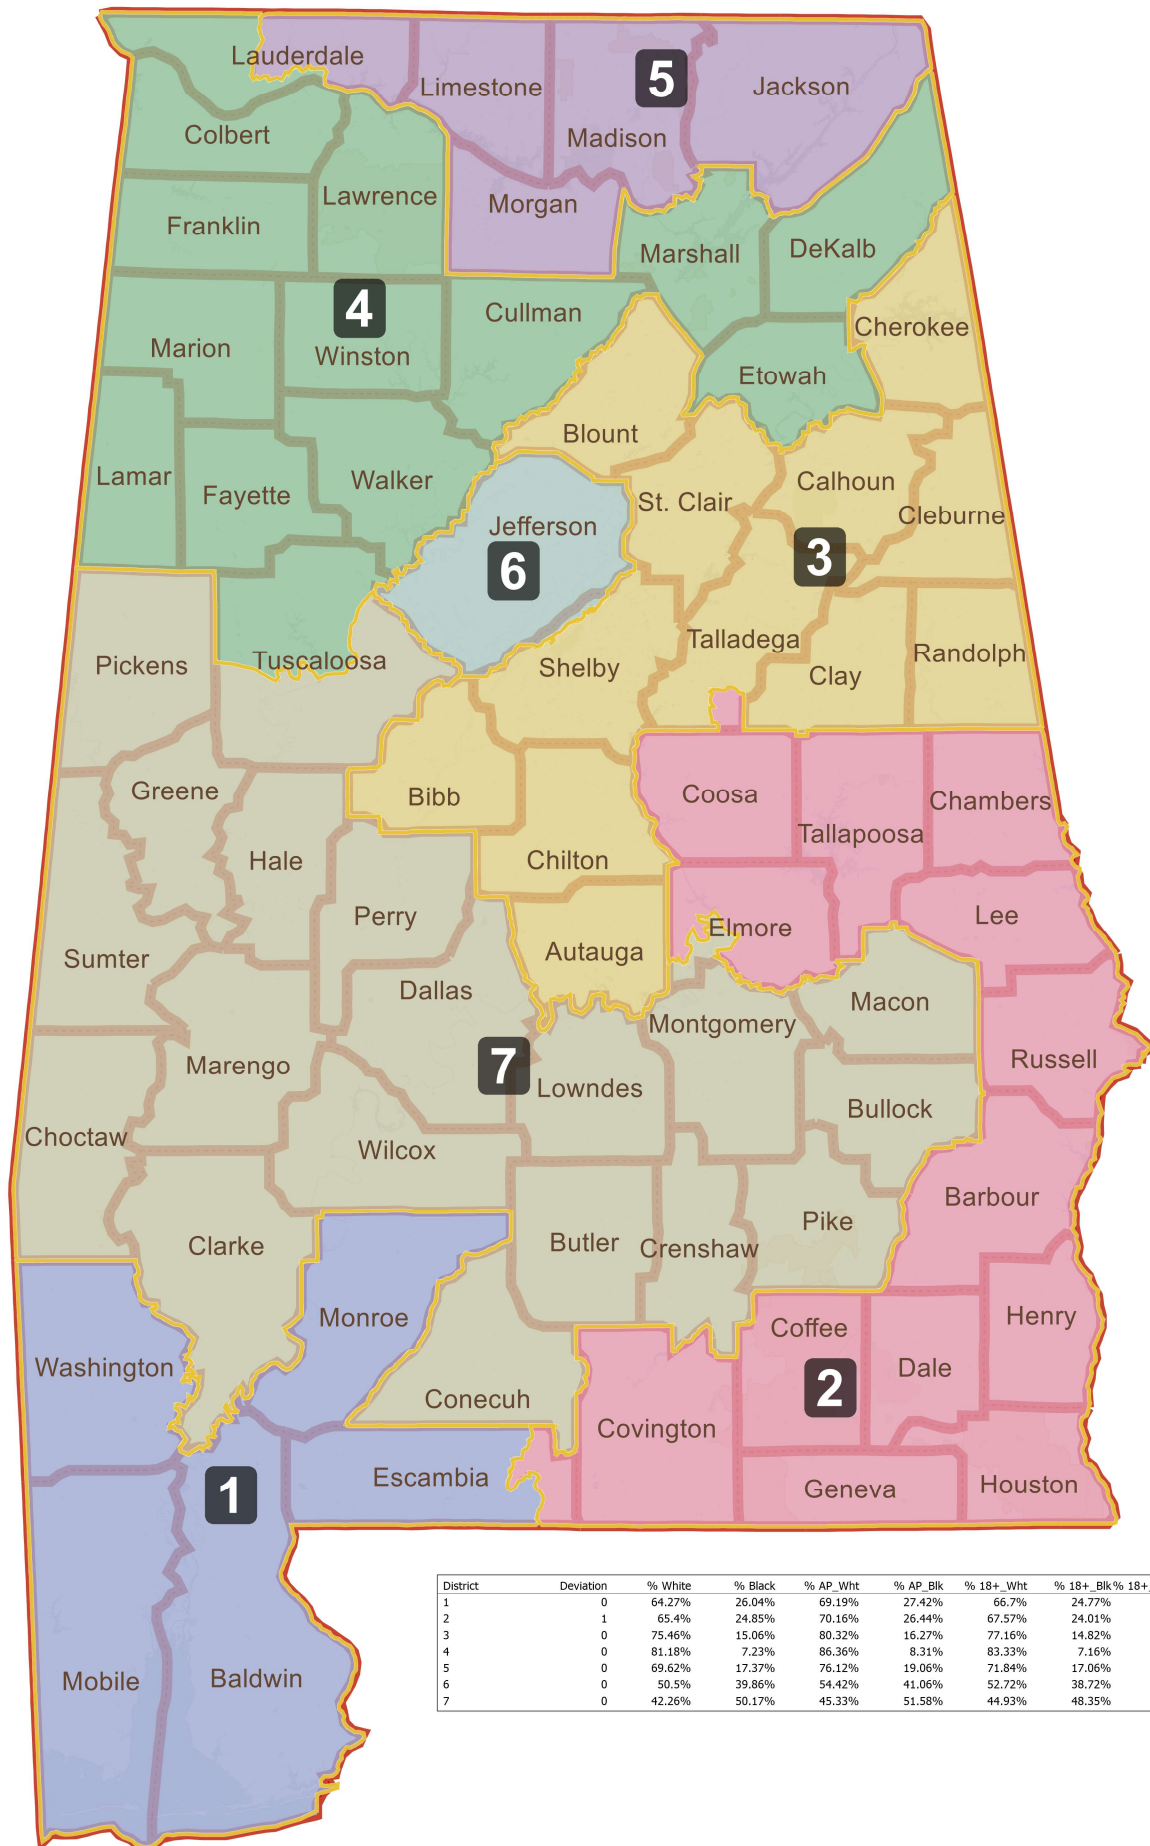 Lauderdale
Limestone
5
Jackson
Madison
Colbert
Lawrence
Morgan
Franklin
Marshall
DeKalb
4
Cullman
Cherokee
Marion
Winston
Etowah
Blount
Lamar
Fayette
Walker
Calhoun
St. Clair
Cleburne
Jefferson
6
3
Pickens
Tuscaloosa
Shelby
Talladega
Clay
Randolph
Greene
Bibb
Coosa
Chambers
Tallapoosa
Hale
Chilton
Perry
Lee
Elmore
Sumter
Autauga
Dallas
Macon
Montgomery
Marengo
7
Lowndes
Russell
Bullock
Choctaw
Wilcox
Barbour
Clarke
Butler
Crenshaw
Pike
Monroe
Coffee
Henry
Washington
Dale
2
Conecuh
Covington
Escambia
1
Geneva
Houston
Mobile
Baldwin
District Deviation % White % Black % AP_Wht % AP_Blk % 18+_Wht % 18+_Blk % 18+_
1 0 64.27% 26.04% 69.19% 27.42% 66.7% 24.77%
2 1 65.4% 24.85% 70.16% 26.44% 67.57% 24.01%
3 0 75.46% 15.06% 80.32% 16.27% 77.16% 14.82%
4 0 81.18% 7.23% 86.36% 8.31% 83.33% 7.16%
5 0 69.62% 17.37% 76.12% 19.06% 71.84% 17.06%
6 0 50.5% 39.86% 54.42% 41.06% 52.72% 38.72%
7 0 42.26% 50.17% 45.33% 51.58% 44.93% 48.35%